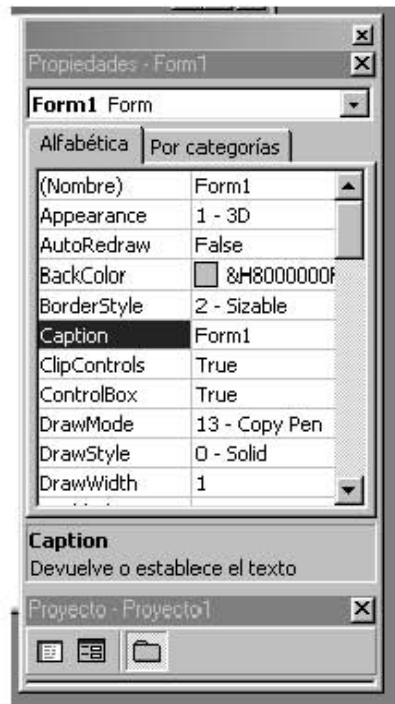 Propiedades - Form1
Form1 Form
Alfabética Por categorías
(Nombre) Form1
Appearance 1 - 3D
AutoRedraw False
BackColor &H8000000F
BorderStyle 2 - Sizable
Caption Form1
ClipControls True
ControlBox True
DrawMode 13 - Copy Pen
DrawStyle 0 - Solid
DrawWidth 1
Caption
Devuelve o establece el texto
Proyecto - Proyecto1